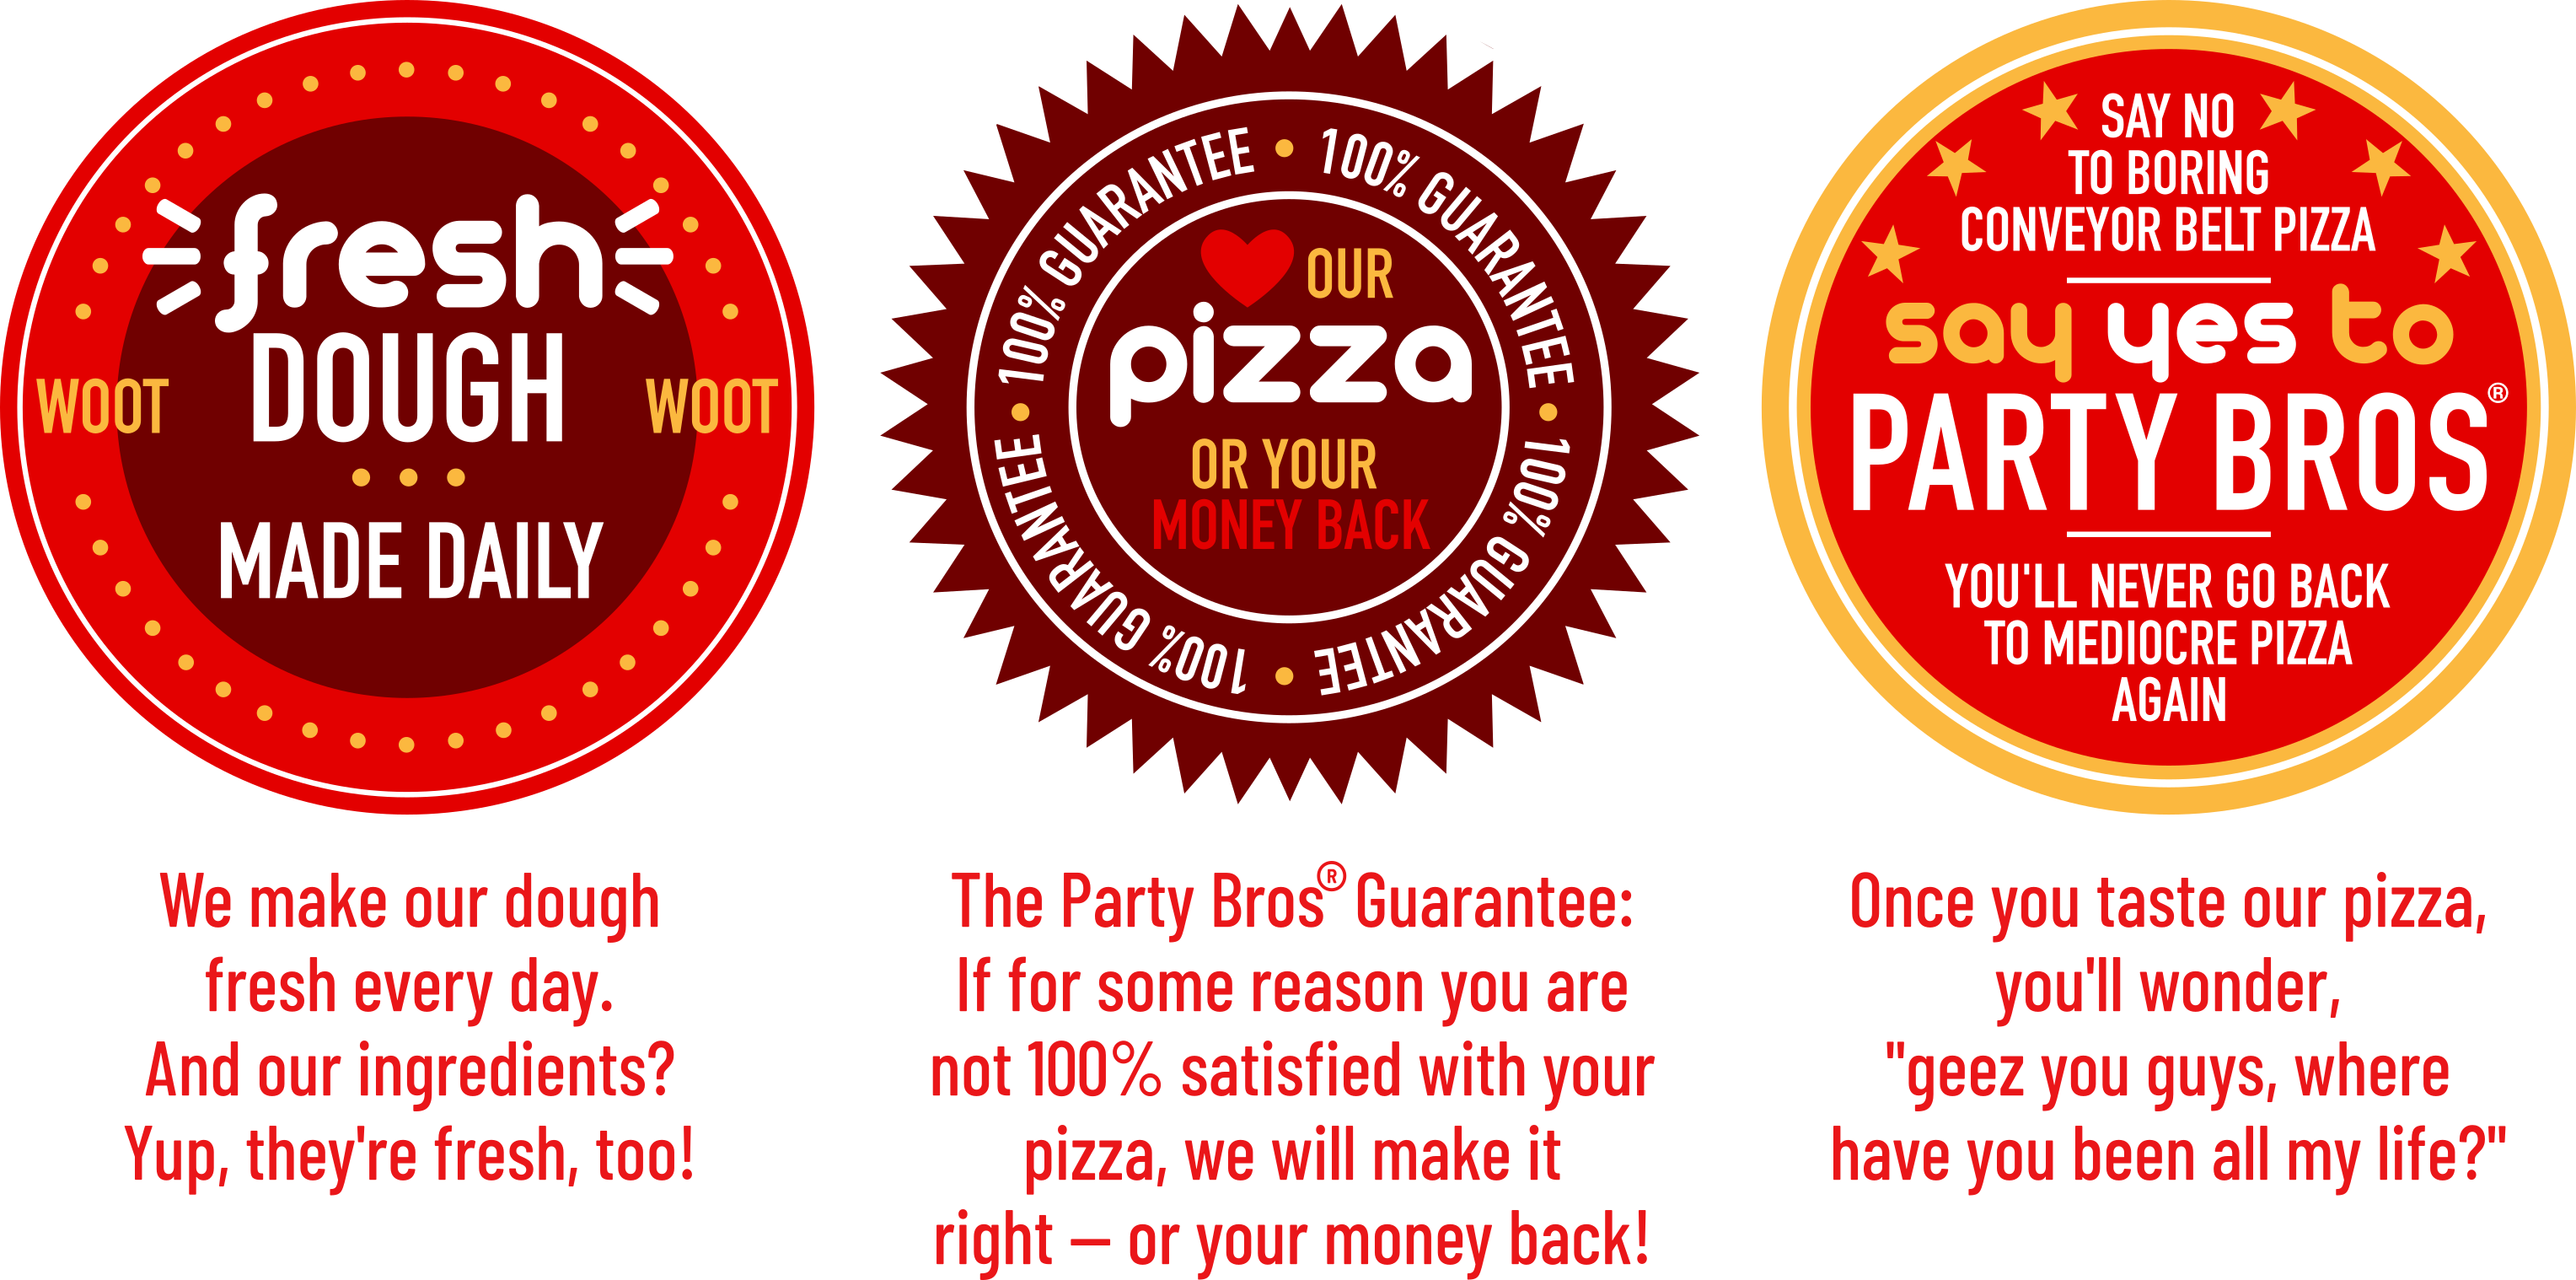 fresh
DOUGH
WOOT WOOT
MADE DAILY
We make our dough
fresh every day.
And our ingredients?
Yup, they're fresh, too!
100% GUARANTEE • 100% GUARANTEE • 100% GUARANTEE • 100% GUARANTEE •
OUR
pizza
OR YOUR
MONEY BACK
The Party Bros® Guarantee:
If for some reason you are
not 100% satisfied with your
pizza, we will make it
right – or your money back!
SAY NO
TO BORING
CONVEYOR BELT PIZZA
say yes to
PARTY BROS®
YOU'LL NEVER GO BACK
TO MEDIOCRE PIZZA
AGAIN
Once you taste our pizza,
you'll wonder,
"geez you guys, where
have you been all my life?"